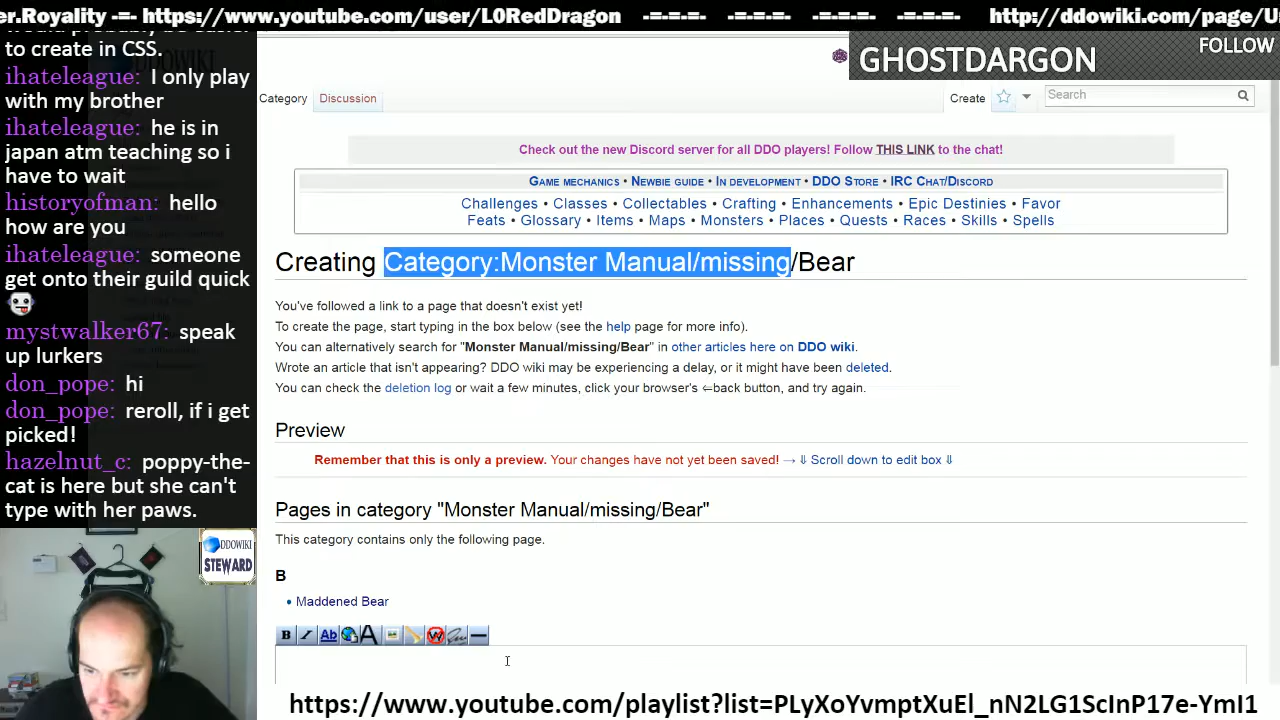 er.Royality -- https://www.youtube.com/user/L0RedDragon -=-=-=- -=-=-=- -=-=-=- -=-=-=- http://ddowiki.com/page/U
GHOSTDARGON
FOLLOW
to create in CSS.
ihateleague: I only play
with my brother
ihateleague: he is in
japan atm teaching so i
have to wait
historyofman: hello
how are you
ihateleague: someone
get onto their guild quick
mystwalker67: speak
up lurkers
don_pope: hi
don_pope: reroll, if i get
picked!
hazelnut_c: poppy-the-
cat is here but she can't
type with her paws.
DDOWIKI
STEWARD
Category Discussion Create Search
Check out the new Discord server for all DDO players! Follow THIS LINK to the chat!
Game mechanics • Newbie guide • In development • DDO Store • IRC Chat/Discord
Challenges • Classes • Collectables • Crafting • Enhancements • Epic Destinies • Favor
Feats • Glossary • Items • Maps • Monsters • Places • Quests • Races • Skills • Spells
Creating Category:Monster Manual/missing/Bear
You've followed a link to a page that doesn't exist yet!
To create the page, start typing in the box below (see the help page for more info).
You can alternatively search for "Monster Manual/missing/Bear" in other articles here on DDO wiki.
Wrote an article that isn't appearing? DDO wiki may be experiencing a delay, or it might have been deleted.
You can check the deletion log or wait a few minutes, click your browser's ⇐back button, and try again.
Preview
Remember that this is only a preview. Your changes have not yet been saved! → ⇓ Scroll down to edit box ⇓
Pages in category "Monster Manual/missing/Bear"
This category contains only the following page.
B
• Maddened Bear
B I Ab A W
https://www.youtube.com/playlist?list=PLyXoYvmptXuEl_nN2LG1ScInP17e-YmI1